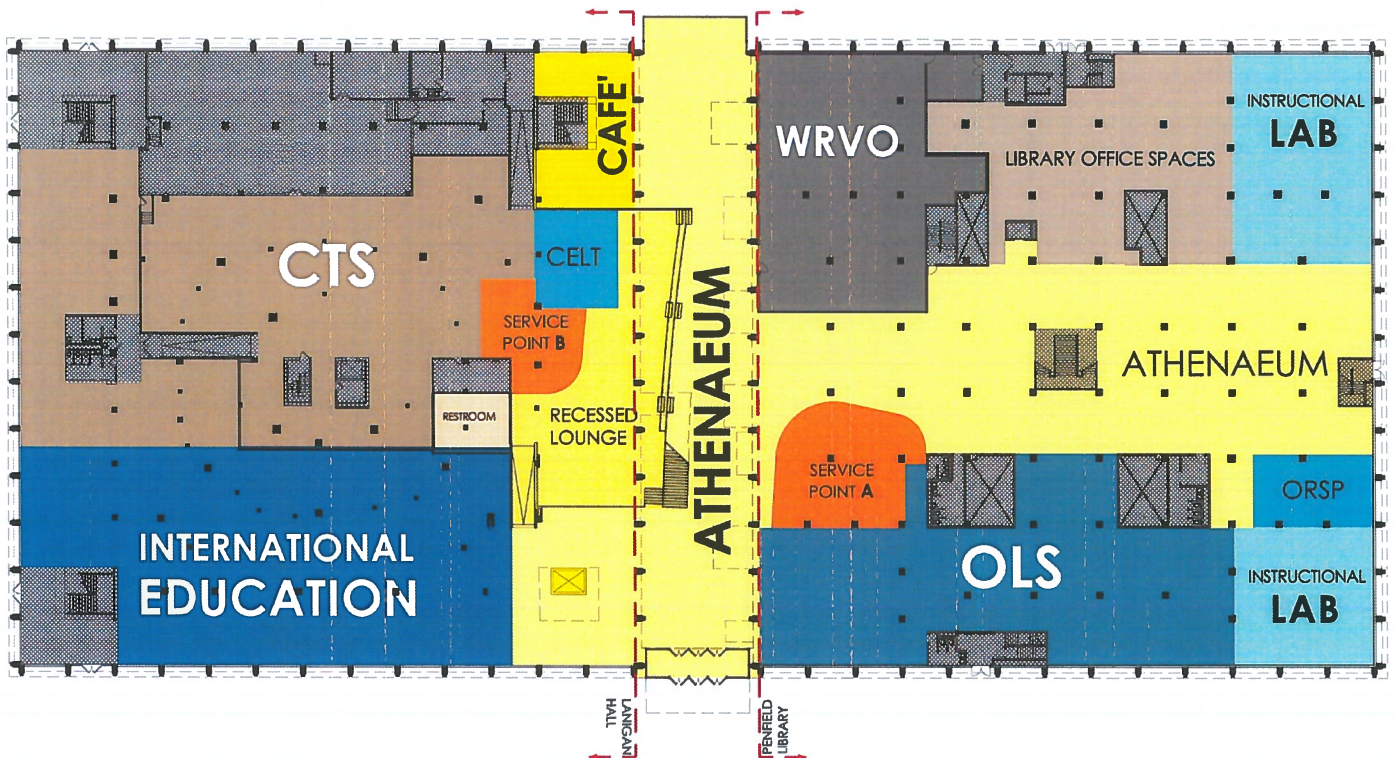 CAFE'
CTS
CELT
SERVICE
POINT B
RESTROOM
RECESSED
LOUNGE
INTERNATIONAL
EDUCATION
ATHENAEUM
WRVO
LIBRARY OFFICE SPACES
INSTRUCTIONAL
LAB
ATHENAEUM
SERVICE
POINT A
ORSP
OLS
INSTRUCTIONAL
LAB
LANIGAN
HALL
PENFIELD
LIBRARY